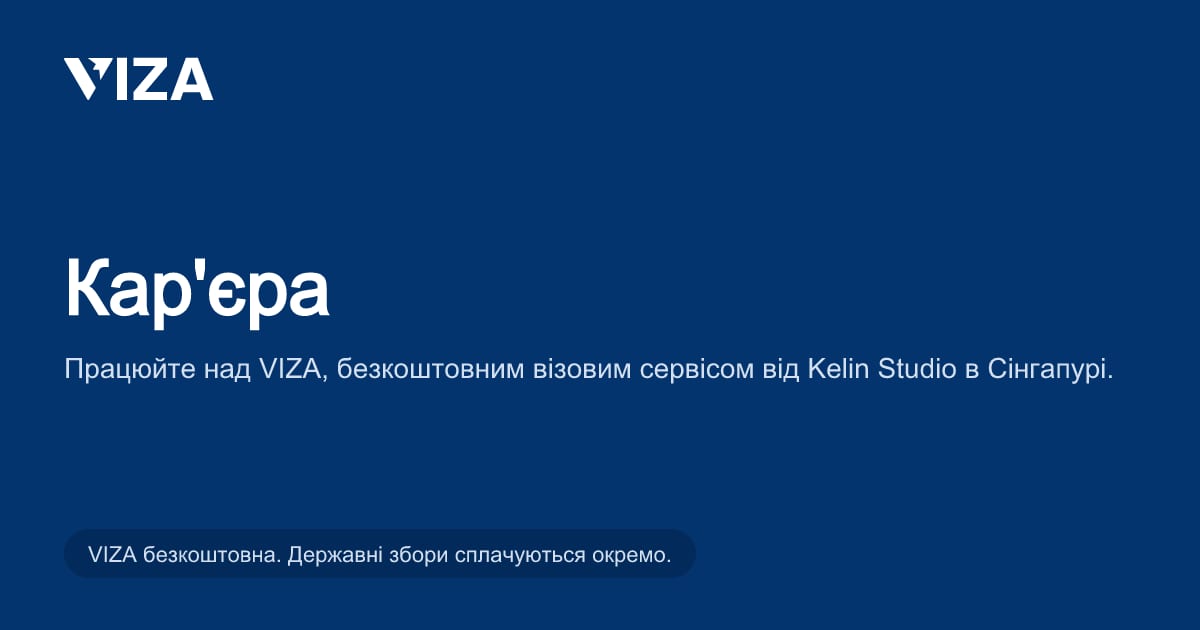 VIZA
Кар'єра
Працюйте над VIZA, безкоштовним візовим сервісом від Kelin Studio в Сінгапурі.
VIZA безкоштовна. Державні збори сплачуються окремо.